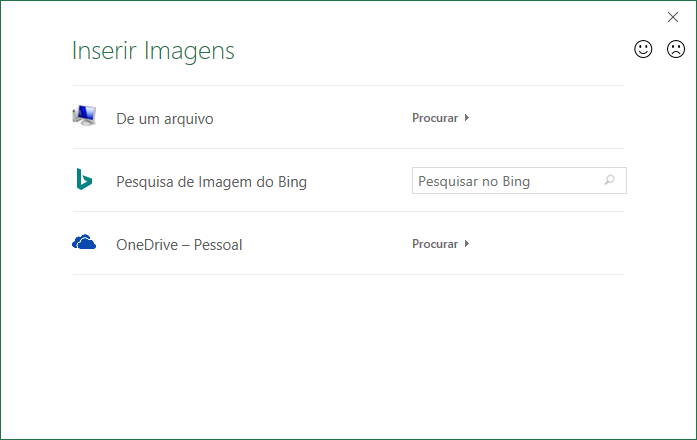 Inserir Imagens
De um arquivo
Procurar
Pesquisa de Imagem do Bing
Pesquisar no Bing
OneDrive – Pessoal
Procurar